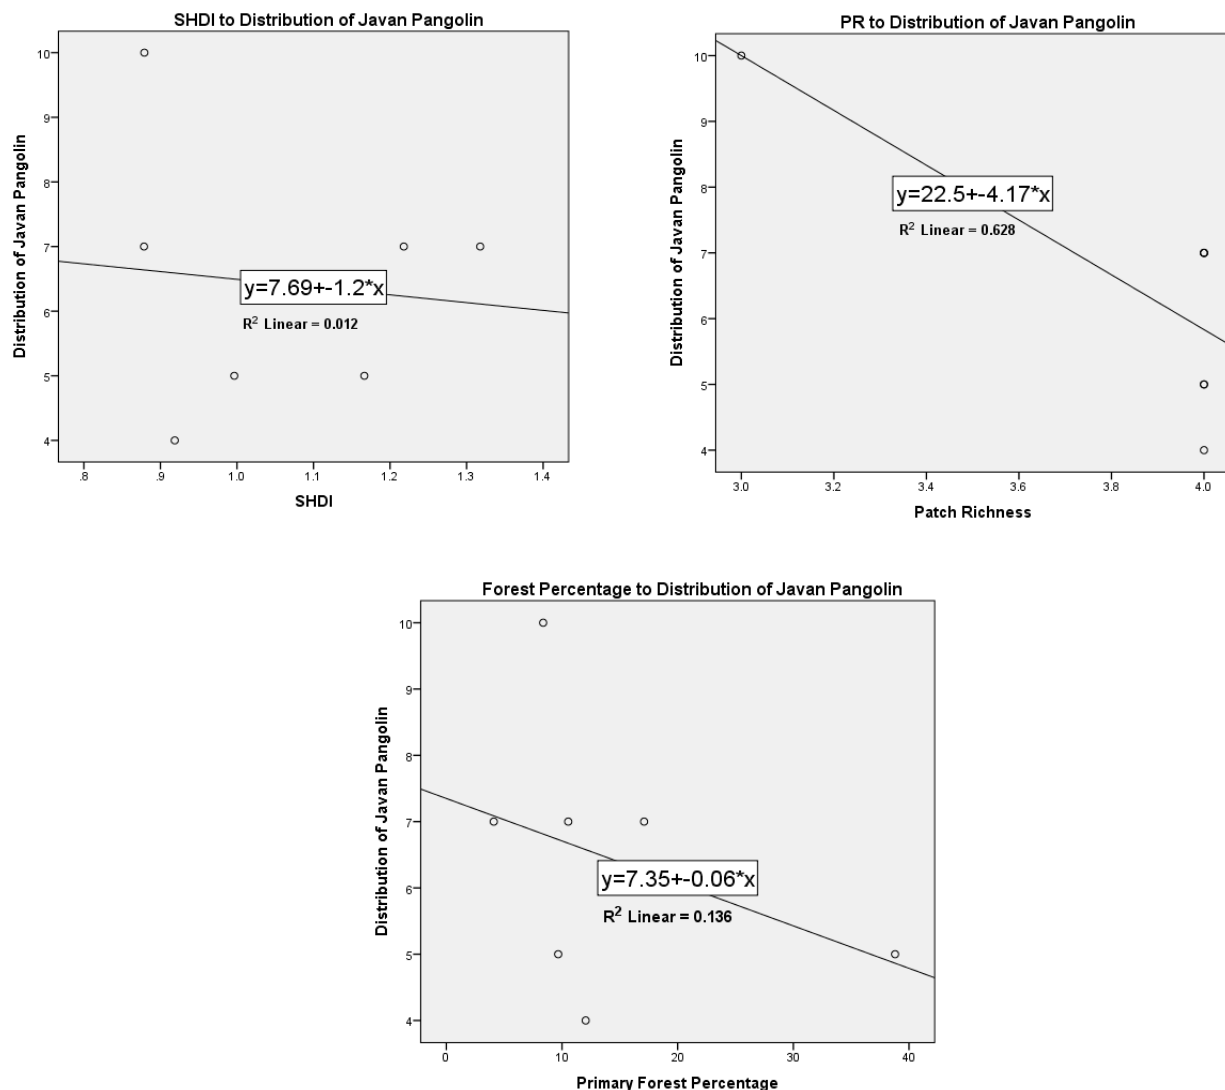 SHDI to Distribution of Javan Pangolin
Distribution of Javan Pangolin
10
9
8
7
6
5
4
y=7.69+-1.2*x
R2 Linear = 0.012
.8
.9
1.0
1.1
1.2
1.3
1.4
SHDI
PR to Distribution of Javan Pangolin
Distribution of Javan Pangolin
10
9
8
7
6
5
4
y=22.5+-4.17*x
R2 Linear = 0.628
3.0
3.2
3.4
3.6
3.8
4.0
Patch Richness
Forest Percentage to Distribution of Javan Pangolin
Distribution of Javan Pangolin
10
9
8
7
6
5
4
y=7.35+-0.06*x
R2 Linear = 0.136
0
10
20
30
40
Primary Forest Percentage